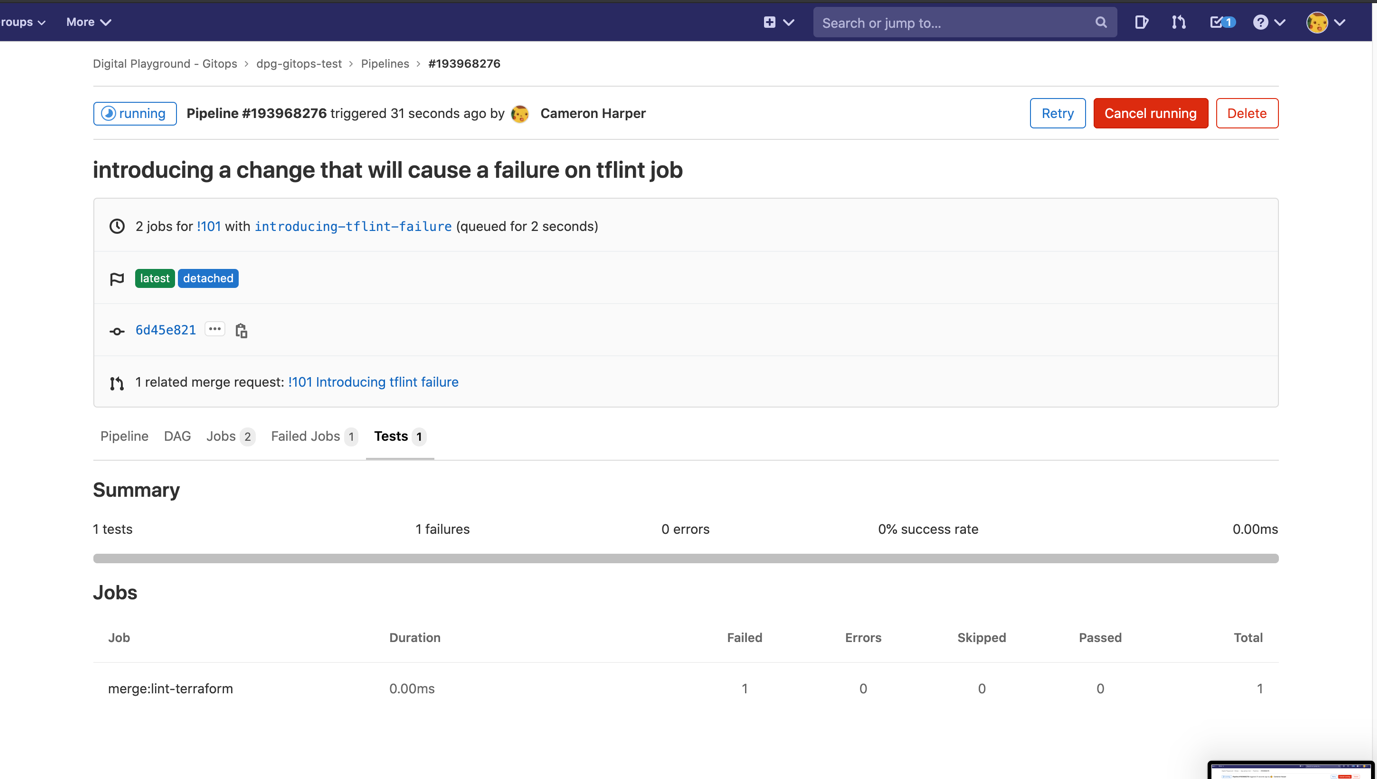 roups More Search or jump to... 1
Digital Playground - Gitops › dpg-gitops-test › Pipelines › #193968276
running Pipeline #193968276 triggered 31 seconds ago by Cameron Harper Retry Cancel running Delete
introducing a change that will cause a failure on tflint job
2 jobs for !101 with introducing-tflint-failure (queued for 2 seconds)
latest detached
6d45e821 ...
1 related merge request: !101 Introducing tflint failure
Pipeline DAG Jobs 2 Failed Jobs 1 Tests 1
Summary
1 tests 1 failures 0 errors 0% success rate 0.00ms
Jobs
Job Duration Failed Errors Skipped Passed Total
merge:lint-terraform 0.00ms 1 0 0 0 1